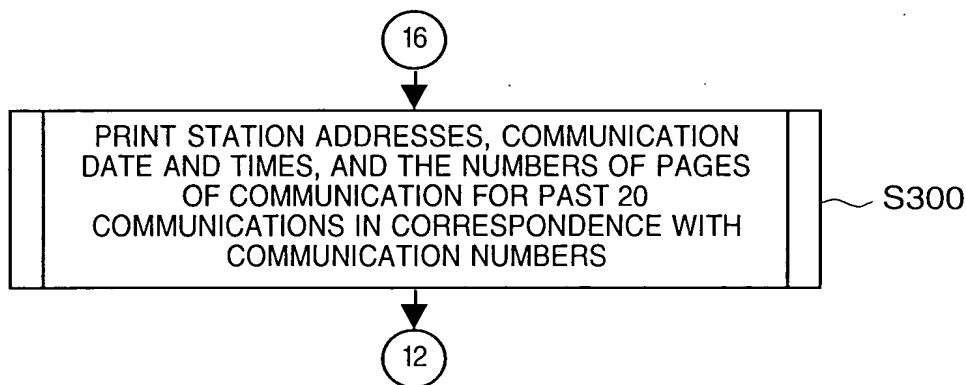 16
PRINT STATION ADDRESSES, COMMUNICATION
DATE AND TIMES, AND THE NUMBERS OF PAGES
OF COMMUNICATION FOR PAST 20
COMMUNICATIONS IN CORRESPONDENCE WITH
COMMUNICATION NUMBERS
S300
12